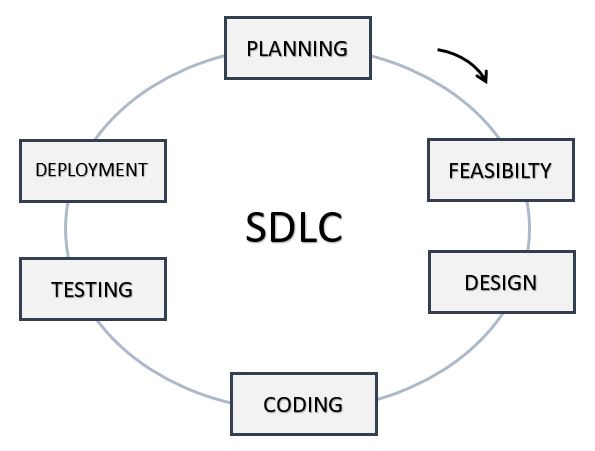 PLANNING
FEASIBILTY
DESIGN
CODING
TESTING
DEPLOYMENT
SDLC